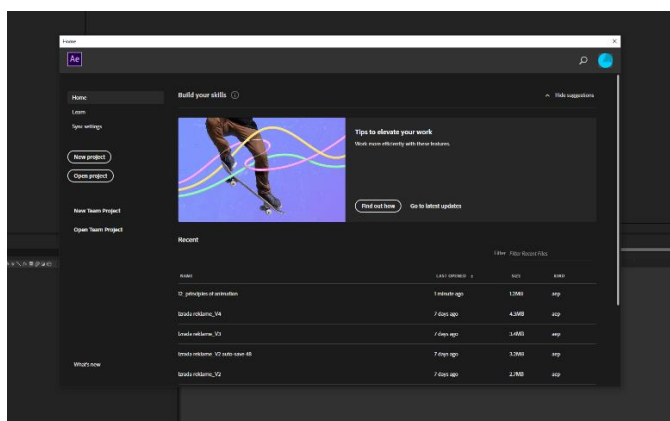 Home
Ae
Home
Learn
Sync settings
New project
Open project
New Team Project
Open Team Project
What's new
Build your skills
Hide suggestions
Tips to elevate your work
Work more efficiently with these features.
Find out how
Go to latest updates
Recent
Filter Filter Recent Files
NAME LAST OPENED SIZE KIND
12_principles of animation 1 minute ago 1.2MB aep
Izrada reklame_V4 7 days ago 4.3MB aep
Izrada reklame_V3 7 days ago 3.4MB aep
Izrada reklame_V2 auto-save 48 7 days ago 3.2MB aep
Izrada reklame_V2 7 days ago 2.7MB aep